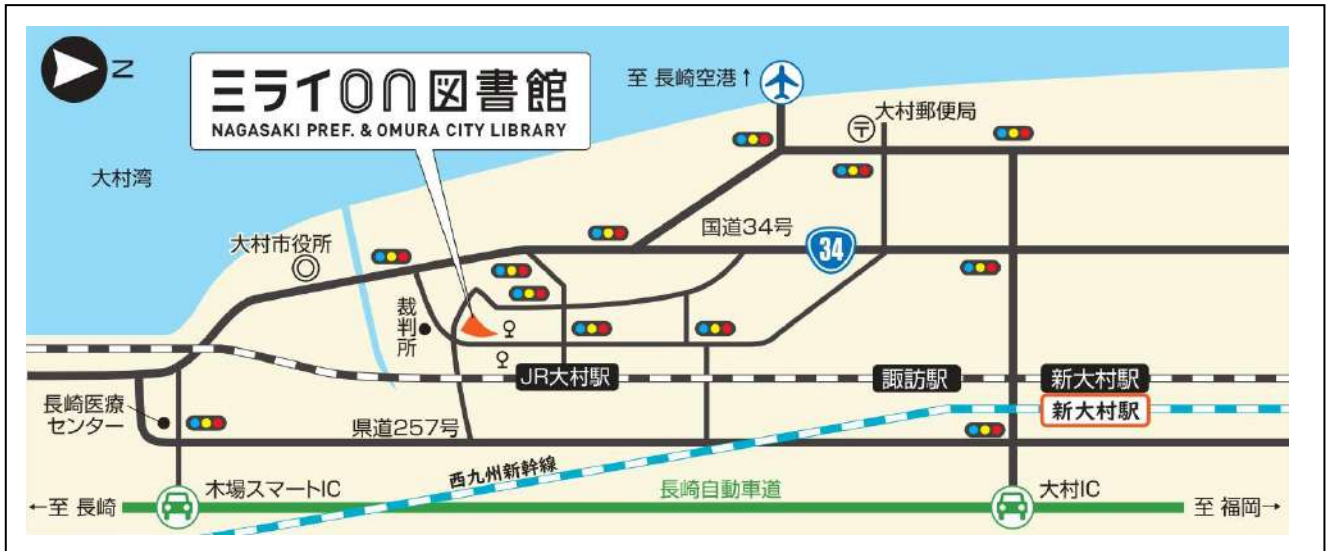 N
ミライon図書館
NAGASAKI PREF. & OMURA CITY LIBRARY
至 長崎空港↑
大村郵便局
〒
大村湾
大村市役所
国道34号
34
裁判所
JR大村駅
諏訪駅
新大村駅
新大村駅
長崎医療
センター
県道257号
西九州新幹線
木場スマートIC
長崎自動車道
大村IC
←至 長崎
至 福岡→